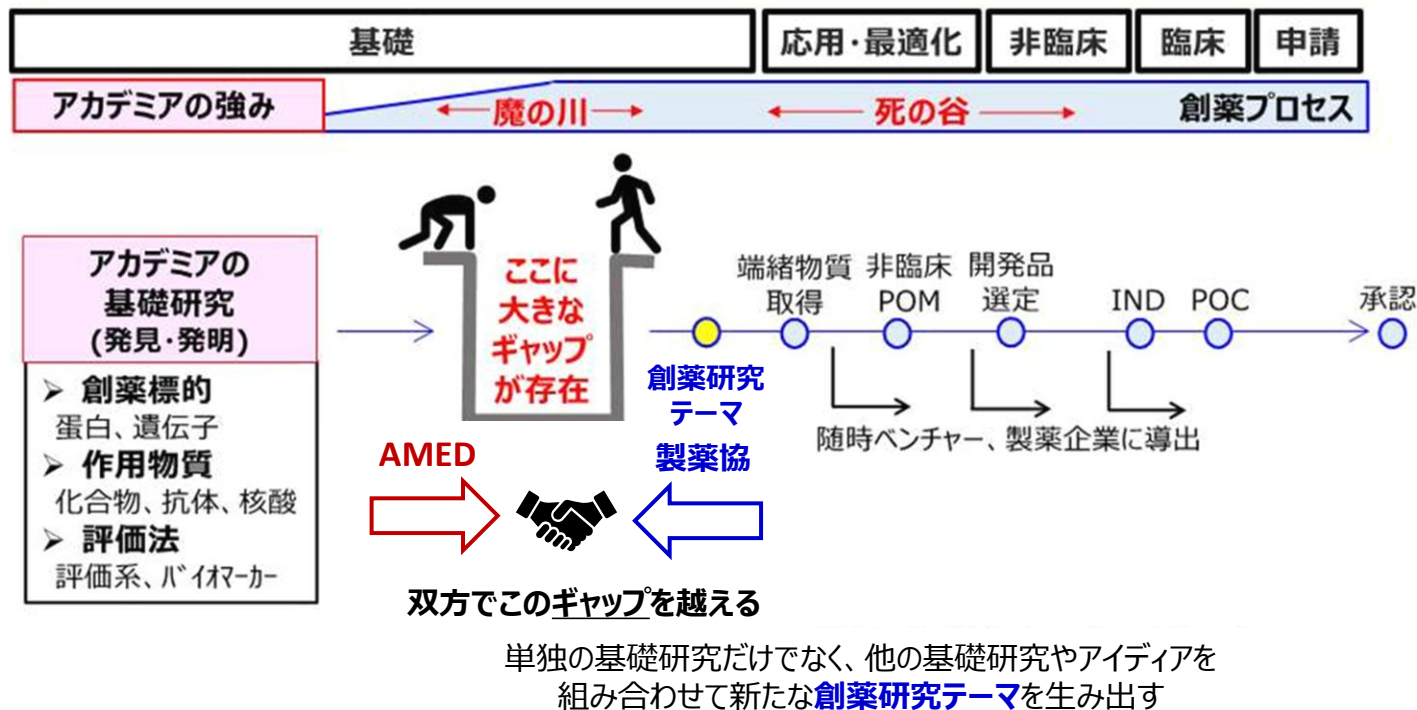 基礎
応用・最適化
非臨床
臨床
申請
アカデミアの強み
魔の川
死の谷
創薬プロセス
アカデミアの
基礎研究
(発見・発明)
➢ 創薬標的
蛋白、遺伝子
➢ 作用物質
化合物、抗体、核酸
➢ 評価法
評価系、ﾊﾞｲｵﾏｰｶｰ
ここに
大きな
ギャップ
が存在
創薬研究
テーマ
端緒物質
取得
非臨床
POM
開発品
選定
IND
POC
承認
随時ベンチャー、製薬企業に導出
AMED
製薬協
双方でこのギャップを越える
単独の基礎研究だけでなく、他の基礎研究やアイディアを
組み合わせて新たな創薬研究テーマを生み出す